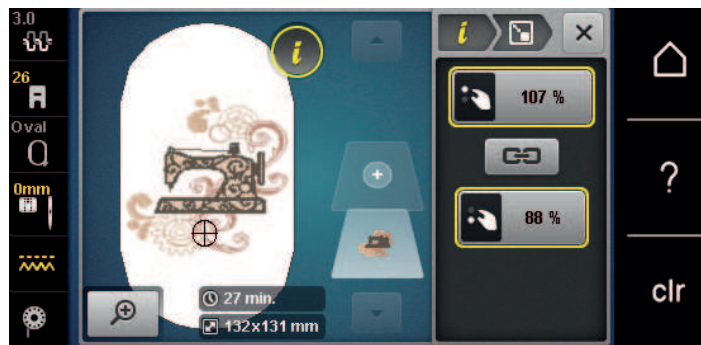 3.0
26
Oval
0mm
i
27 min.
132x131 mm
i
107 %
88 %
?
clr